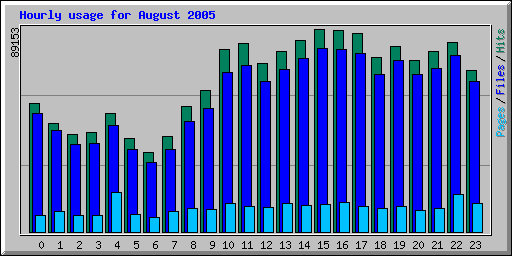 Hourly usage for August 2005
89153
Pages / Files / Hits
0 1 2 3 4 5 6 7 8 9 10 11 12 13 14 15 16 17 18 19 20 21 22 23